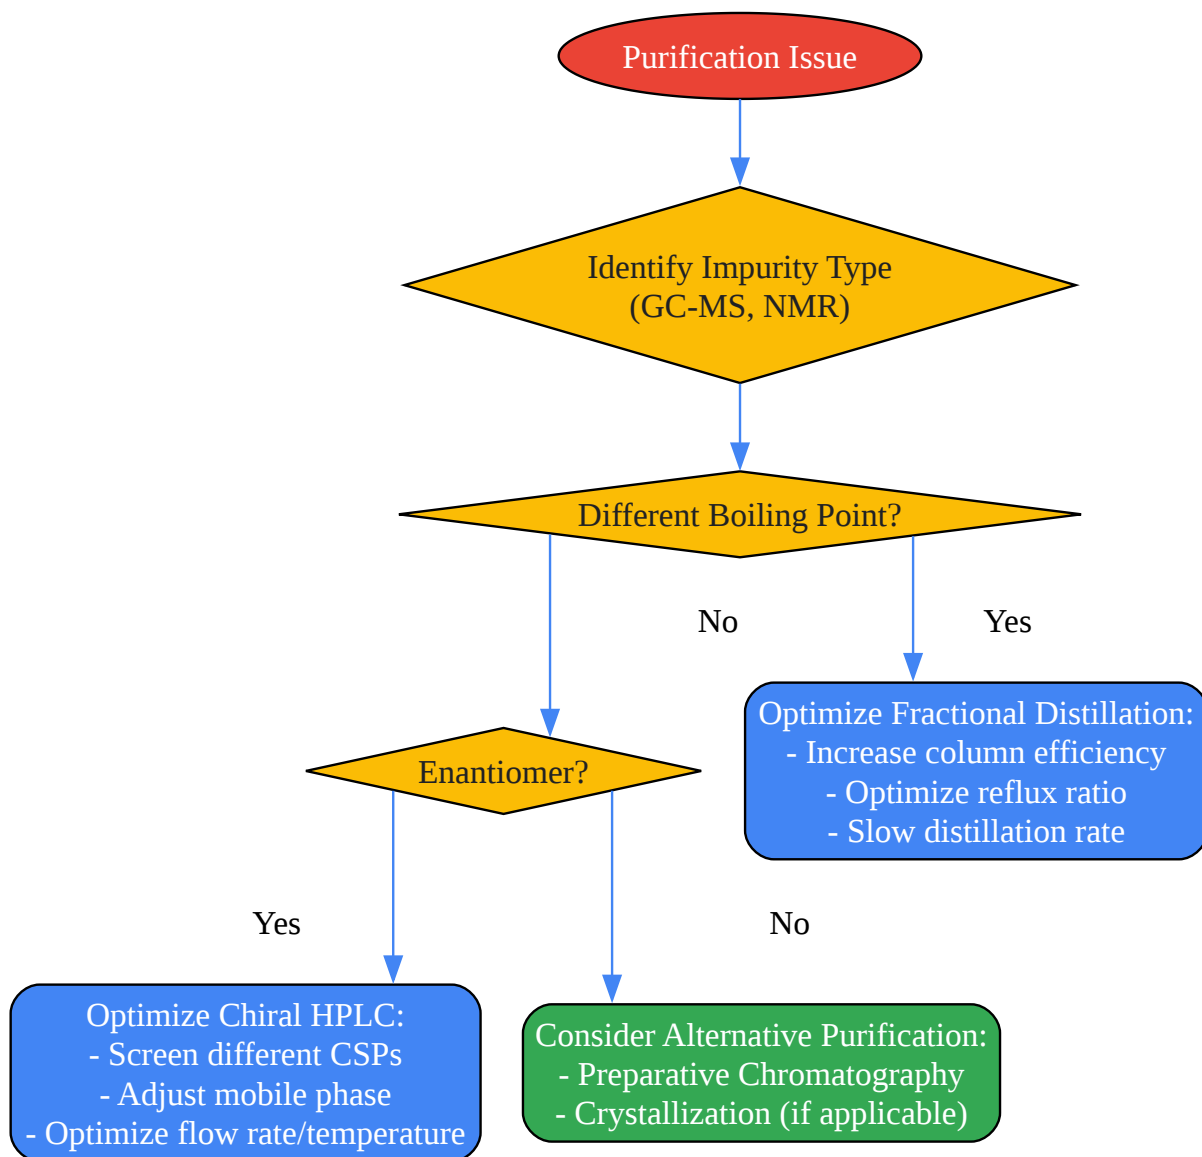 Purification Issue
Identify Impurity Type
(GC-MS, NMR)
Different Boiling Point?
No
Yes
Optimize Fractional Distillation:
- Increase column efficiency
- Optimize reflux ratio
- Slow distillation rate
Enantiomer?
Yes
No
Optimize Chiral HPLC:
- Screen different CSPs
- Adjust mobile phase
- Optimize flow rate/temperature
Consider Alternative Purification:
- Preparative Chromatography
- Crystallization (if applicable)